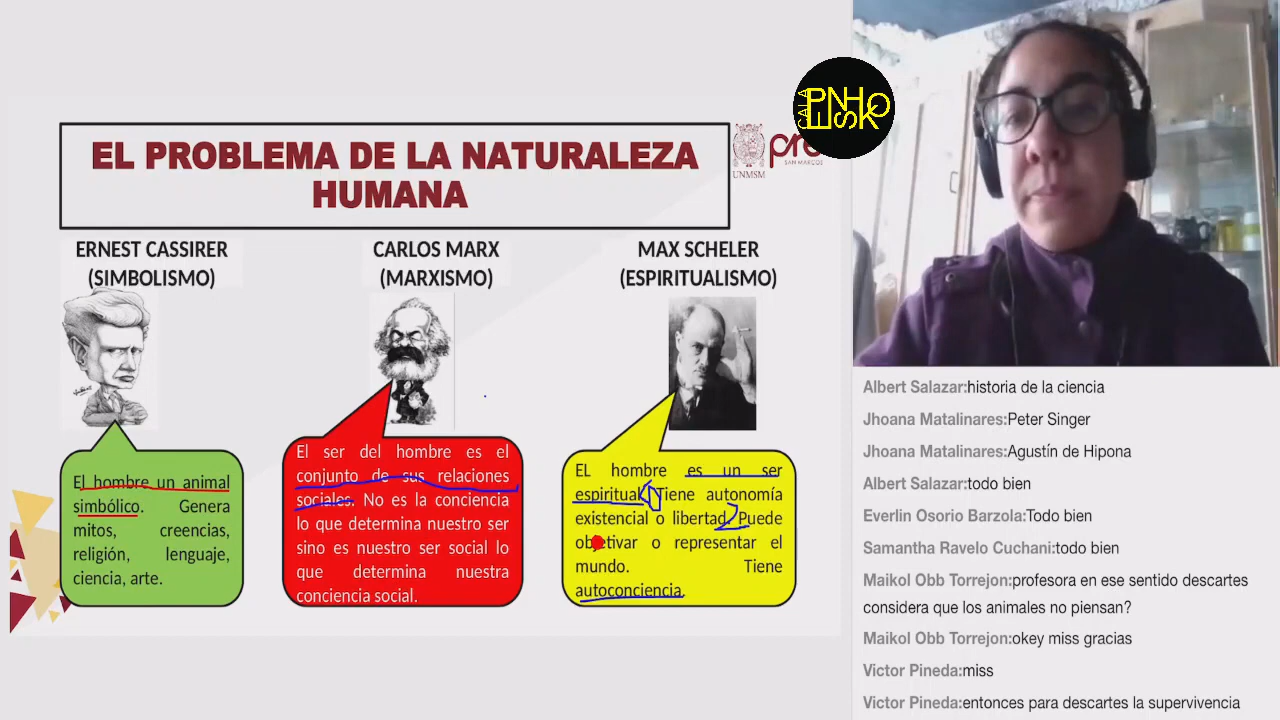 EL PROBLEMA DE LA NATURALEZA
HUMANA
UNMSM
pre
SAN MARCOS
CALA
PNHO
ESK
ERNEST CASSIRER
(SIMBOLISMO)
CARLOS MARX
(MARXISMO)
MAX SCHELER
(ESPIRITUALISMO)
El hombre un animal
simbólico. Genera
mitos, creencias,
religión, lenguaje,
ciencia, arte.
El ser del hombre es el
conjunto de sus relaciones
sociales. No es la conciencia
lo que determina nuestro ser
sino es nuestro ser social lo
que determina nuestra
conciencia social.
EL hombre es un ser
espiritual. Tiene autonomía
existencial o libertad. Puede
objetivar o representar el
mundo. Tiene
autoconciencia.
Albert Salazar:historia de la ciencia
Jhoana Matalinares:Peter Singer
Jhoana Matalinares:Agustín de Hipona
Albert Salazar:todo bien
Everlin Osorio Barzola:Todo bien
Samantha Ravelo Cuchani:todo bien
Maikol Obb Torrejon:profesora en ese sentido descartes
considera que los animales no piensan?
Maikol Obb Torrejon:okey miss gracias
Victor Pineda:miss
Victor Pineda:entonces para descartes la supervivencia